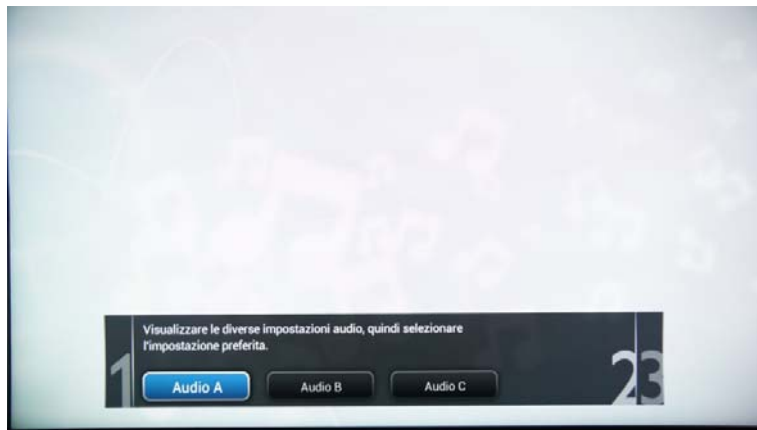 Visualizzare le diverse impostazioni audio, quindi selezionare
l'impostazione preferita.
1
Audio A
Audio B
Audio C
2
3